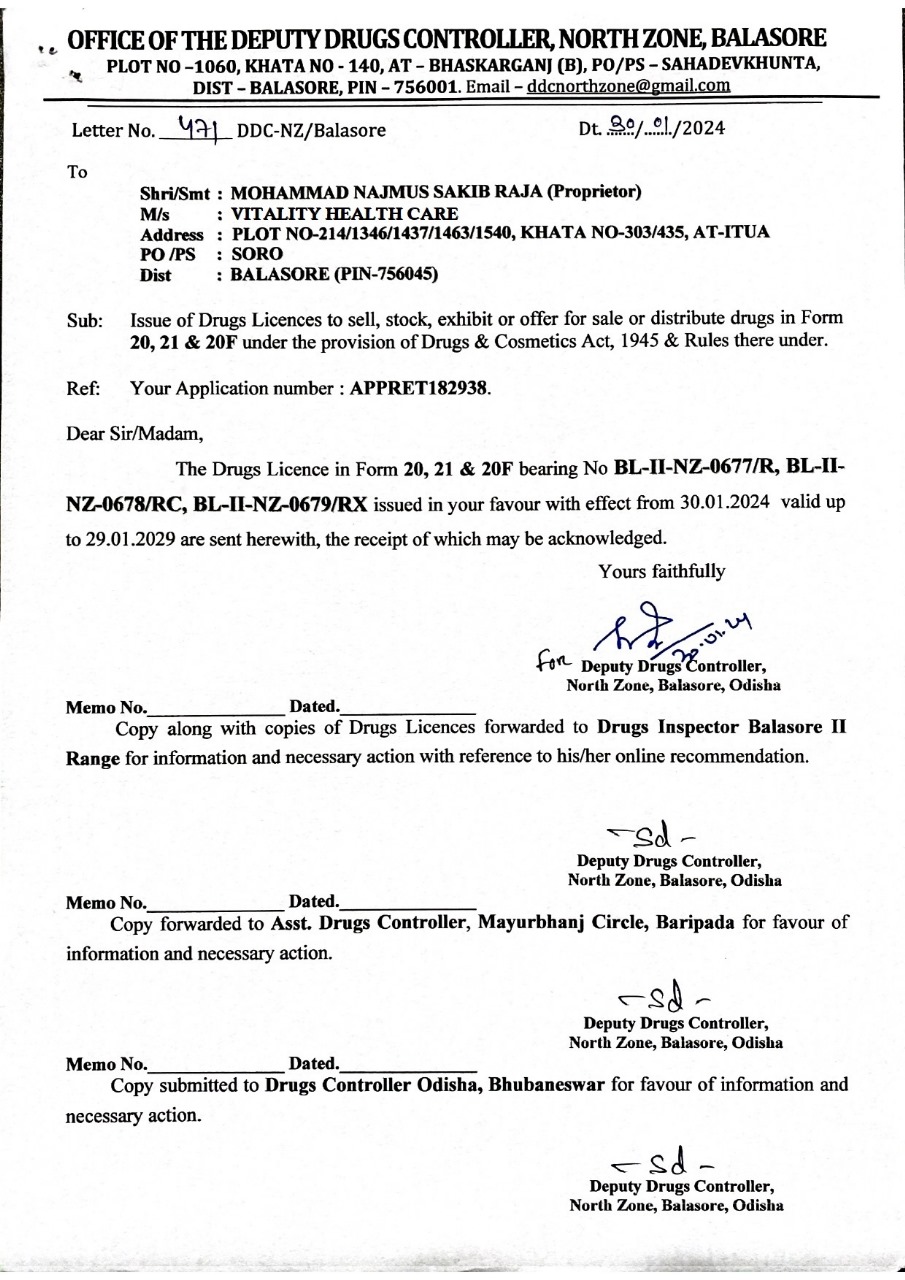 OFFICE OF THE DEPUTY DRUGS CONTROLLER, NORTH ZONE, BALASORE
PLOT NO –1060, KHATA NO - 140, AT – BHASKARGANJ (B), PO/PS – SAHADEVKHUNTA,
DIST – BALASORE, PIN – 756001. Email – ddcnorthzone@gmail.com
Letter No. 471 DDC-NZ/Balasore Dt. 30/01/2024
To
Shri/Smt : MOHAMMAD NAJMUS SAKIB RAJA (Proprietor)
M/s : VITALITY HEALTH CARE
Address : PLOT NO-214/1346/1437/1463/1540, KHATA NO-303/435, AT-ITUA
PO /PS : SORO
Dist : BALASORE (PIN-756045)
Sub: Issue of Drugs Licences to sell, stock, exhibit or offer for sale or distribute drugs in Form
20, 21 & 20F under the provision of Drugs & Cosmetics Act, 1945 & Rules there under.
Ref: Your Application number : APPRET182938.
Dear Sir/Madam,
The Drugs Licence in Form 20, 21 & 20F bearing No BL-II-NZ-0677/R, BL-II-
NZ-0678/RC, BL-II-NZ-0679/RX issued in your favour with effect from 30.01.2024 valid up
to 29.01.2029 are sent herewith, the receipt of which may be acknowledged.
Yours faithfully
30.01.24
For Deputy Drugs Controller,
North Zone, Balasore, Odisha
Memo No.______________ Dated.______________
Copy along with copies of Drugs Licences forwarded to Drugs Inspector Balasore II
Range for information and necessary action with reference to his/her online recommendation.
-Sd-
Deputy Drugs Controller,
North Zone, Balasore, Odisha
Memo No.______________ Dated.______________
Copy forwarded to Asst. Drugs Controller, Mayurbhanj Circle, Baripada for favour of
information and necessary action.
-Sd-
Deputy Drugs Controller,
North Zone, Balasore, Odisha
Memo No.______________ Dated.______________
Copy submitted to Drugs Controller Odisha, Bhubaneswar for favour of information and
necessary action.
-Sd-
Deputy Drugs Controller,
North Zone, Balasore, Odisha